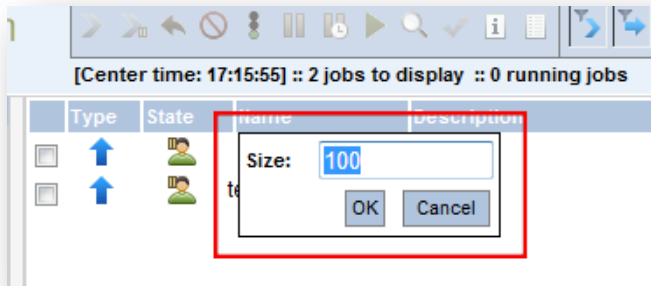 [Center time: 17:15:55] :: 2 jobs to display :: 0 running jobs
Type State Name Description
Size: 100
OK Cancel